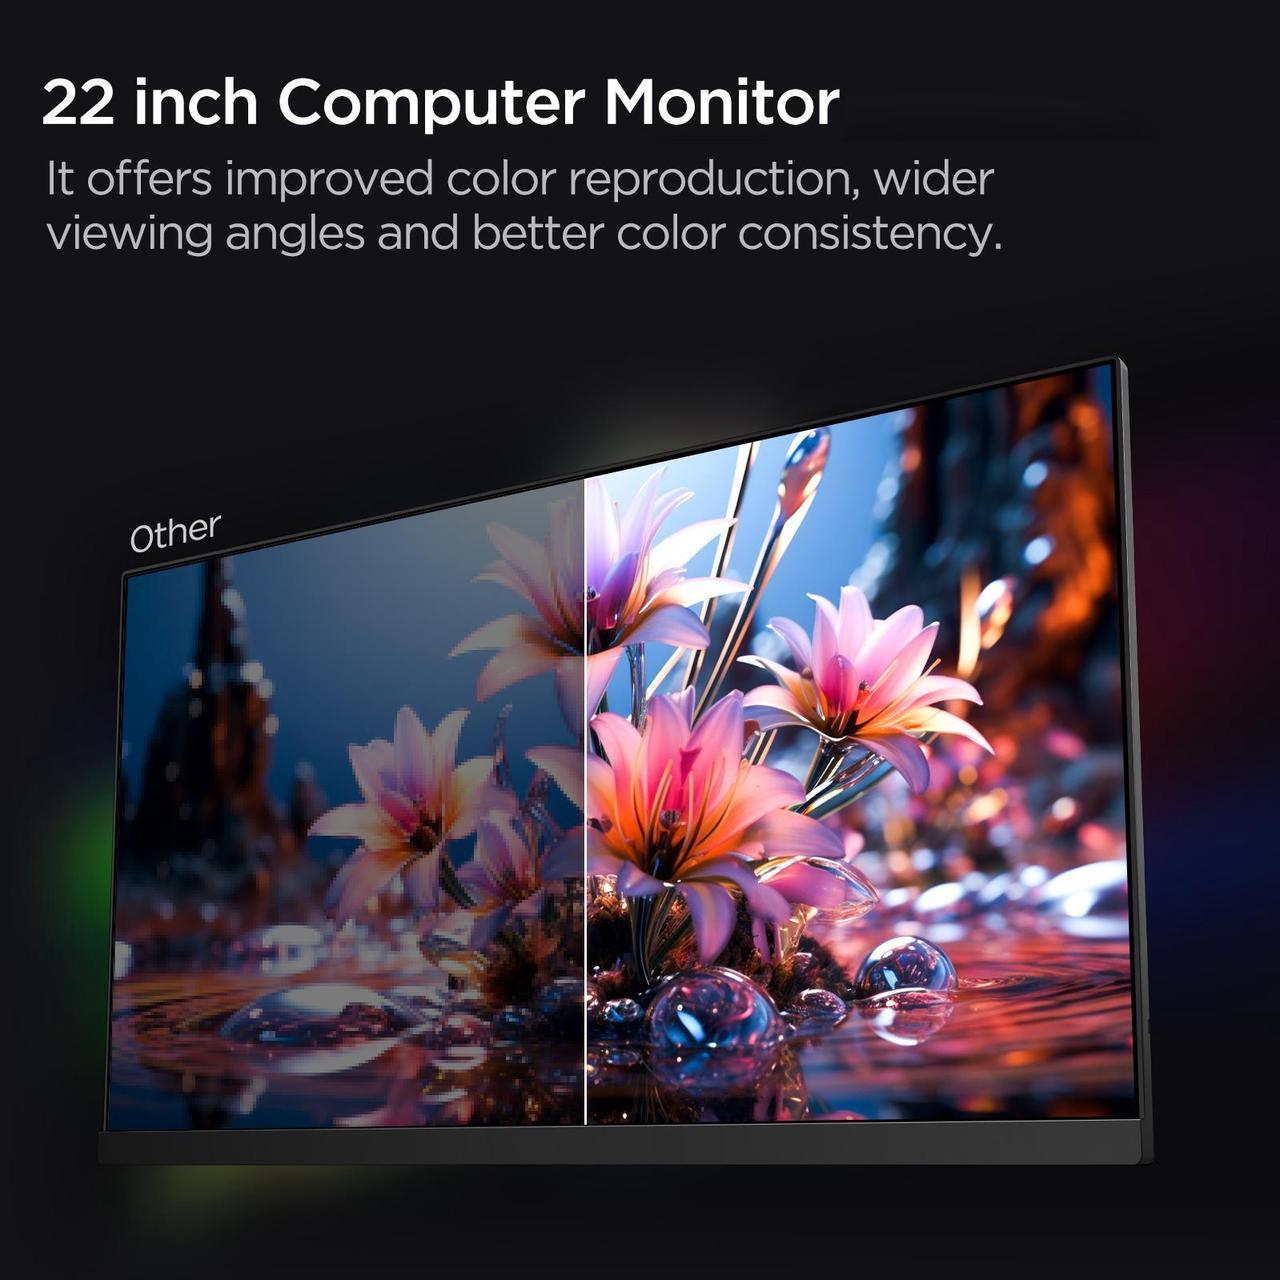 22 inch Computer Monitor
It offers improved color reproduction, wider
viewing angles and better color consistency.
Other